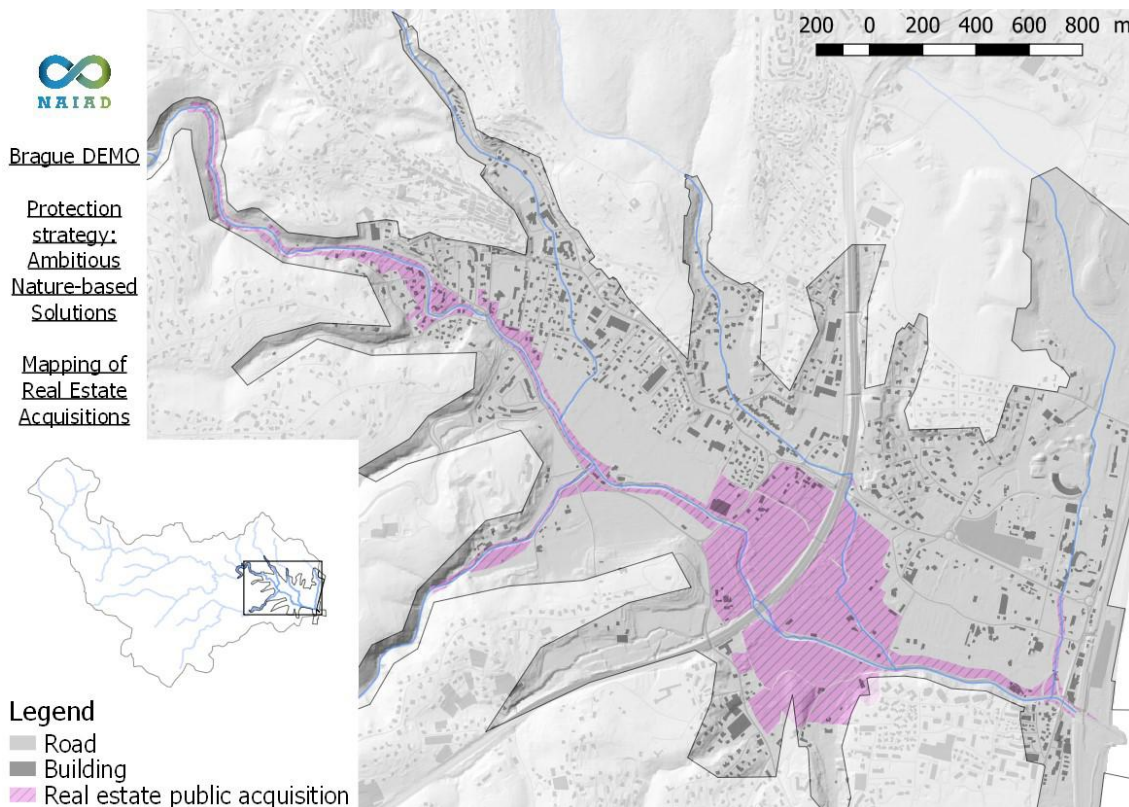 200 0 200 400 600 800 m
NAIAD
Brague DEMO
Protection
strategy:
Ambitious
Nature-based
Solutions
Mapping of
Real Estate
Acquisitions
Legend
Road
Building
Real estate public acquisition